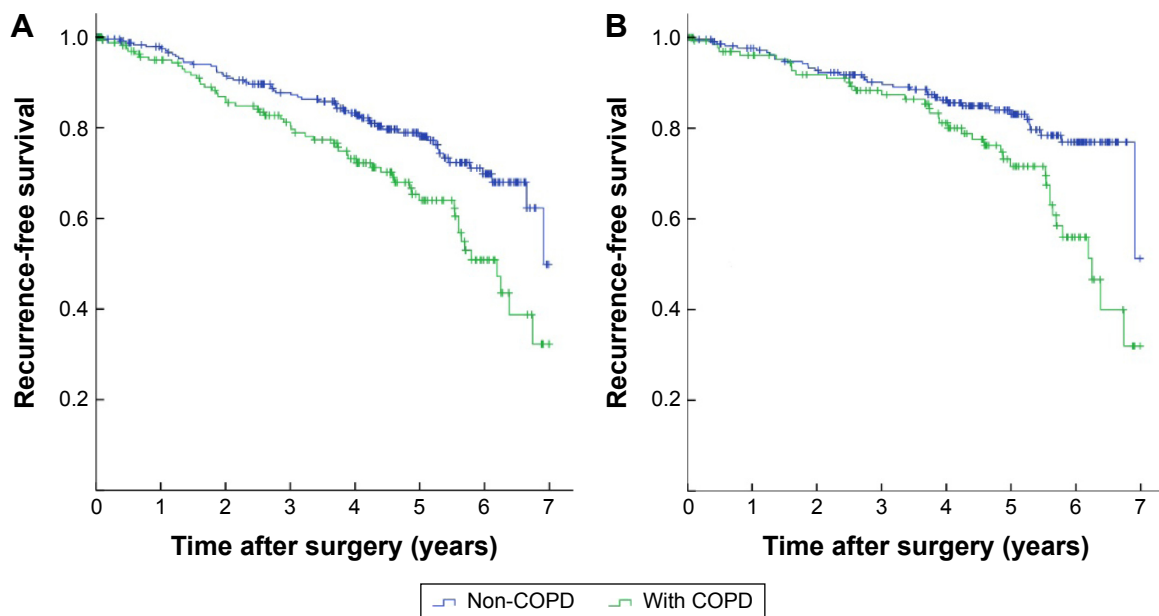 A
B
Recurrence-free survival
1.0
0.8
0.6
0.4
0.2
0 1 2 3 4 5 6 7
Time after surgery (years)
Recurrence-free survival
1.0
0.8
0.6
0.4
0.2
0 1 2 3 4 5 6 7
Time after surgery (years)
Non-COPD
With COPD